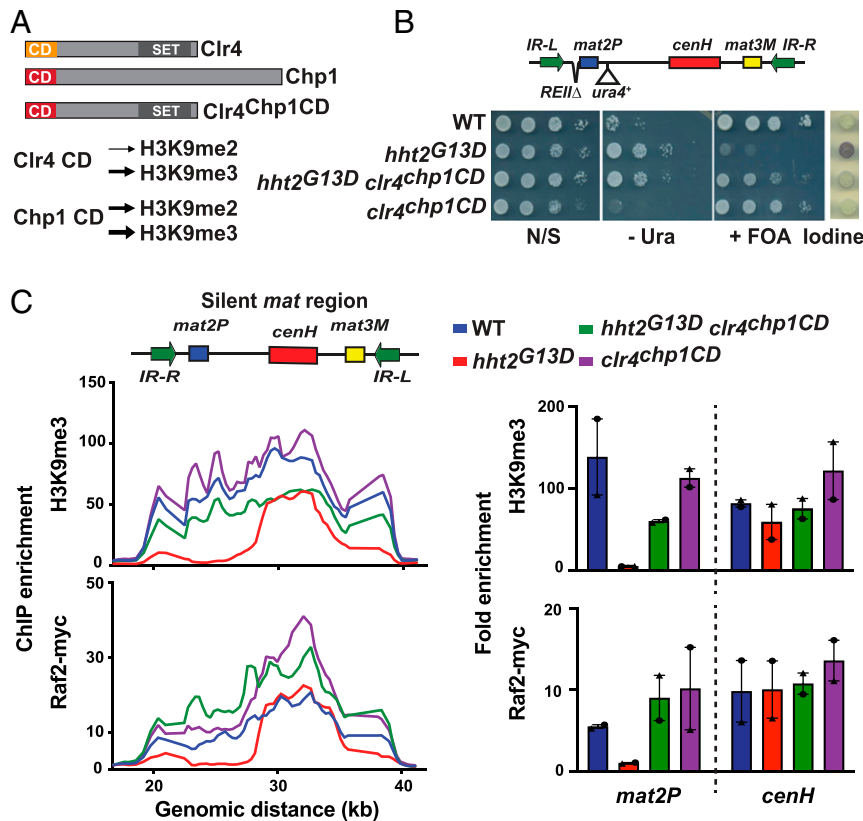 A
CD SET Clr4
CD Chp1
CD SET Clr4Chp1CD
Clr4 CD → H3K9me2
→ H3K9me3
Chp1 CD → H3K9me2
→ H3K9me3
B
IR-L mat2P cenH mat3M IR-R
REIIΔ ura4+
WT
hht2G13D
hht2G13D clr4chp1CD
clr4chp1CD
N/S - Ura + FOA Iodine
C
Silent mat region
mat2P cenH mat3M
IR-R IR-L
WT hht2G13D clr4chp1CD
hht2G13D clr4chp1CD
ChIP enrichment
H3K9me3
150
100
50
0
Raf2-myc
50
30
10
0
20 30 40
Genomic distance (kb)
Fold enrichment
H3K9me3
200
100
0
Raf2-myc
20
10
0
mat2P cenH